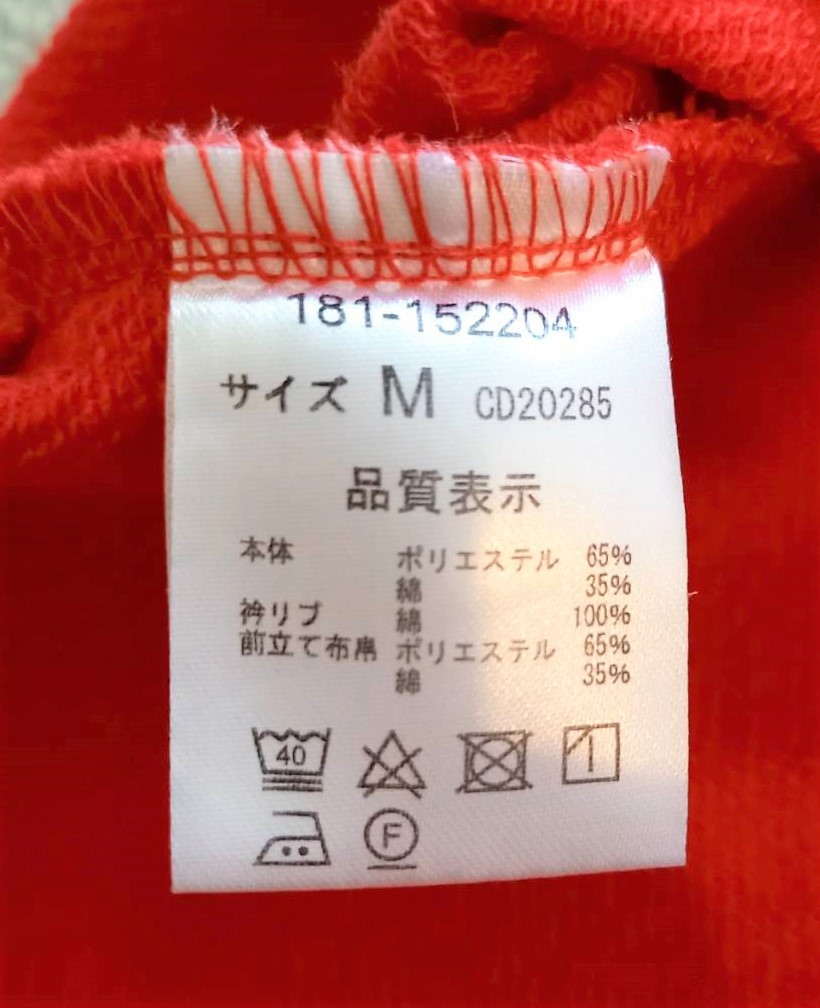 181-152204
サイズ M CD20285
品質表示
本体 ポリエステル 65%
綿 35%
衿リブ 綿 100%
前立て布帛 ポリエステル 65%
綿 35%
40
F